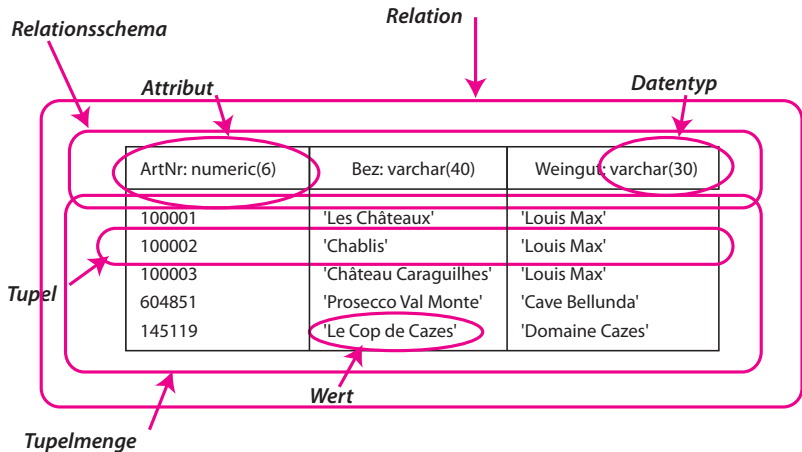 Relation
Relationsschema
Attribut
Datentyp
ArtNr: numeric(6) Bez: varchar(40) Weingut: varchar(30)
100001 'Les Châteaux' 'Louis Max'
100002 'Chablis' 'Louis Max'
100003 'Château Caraguilhes' 'Louis Max'
Tupel
604851 'Prosecco Val Monte' 'Cave Bellunda'
145119 'Le Cop de Cazes' 'Domaine Cazes'
Wert
Tupelmenge